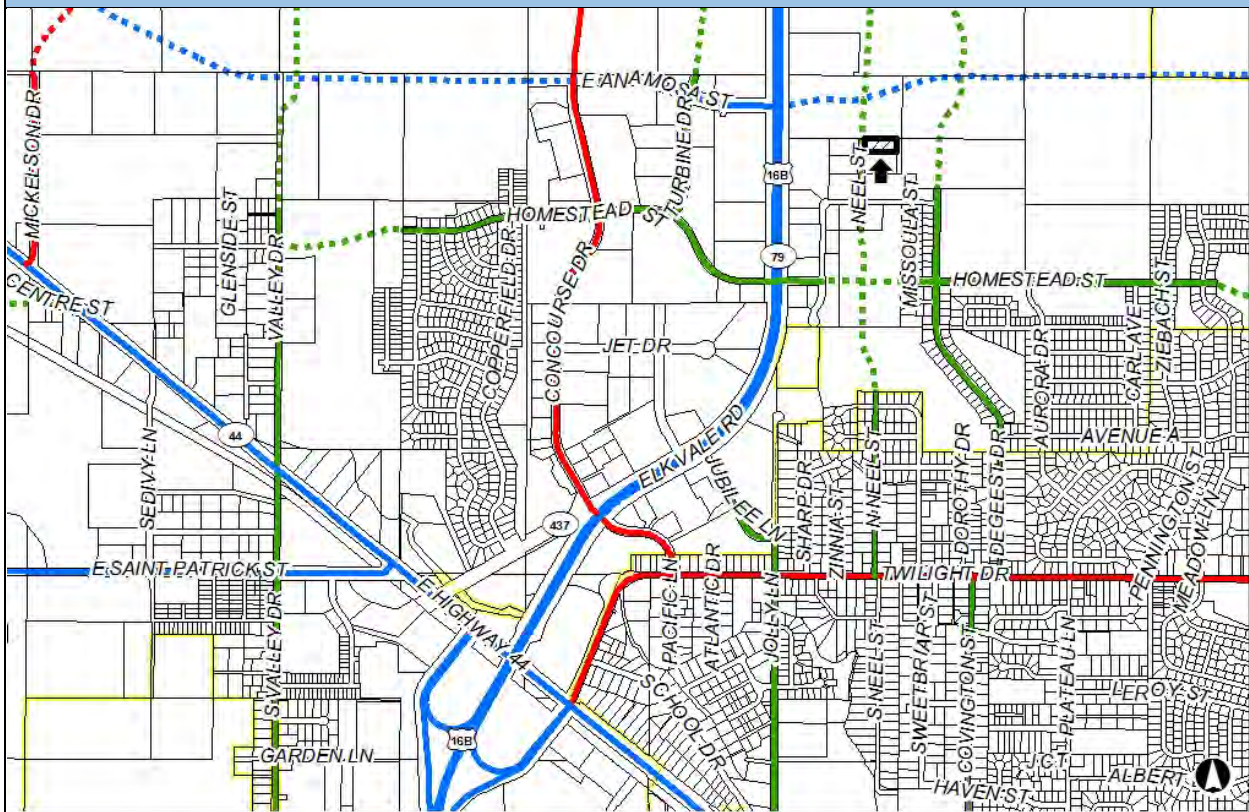 E ANAMOSA ST
MICKELSON DR
TURBINE DR
16B
NEEL ST
GLENSIDE ST
MISSOULA ST
HOMESTEAD ST
VALLEY DR
COPPERFIELD DR
CONCOURSE DR
79
HOMESTEAD ST
CENTRE ST
ZIEBACH ST
CARL AVE
AURORA DR
JET DR
ELK VALE RD
44
AVENUE A
SEDIVY LN
JUBILEE LN
SHARP DR
ZINNIA ST
N NEEL ST
DOROTHY DR
PENNINGTON ST
MEADOW LN
437
E SAINT PATRICK ST
TWILIGHT DR
E HIGHWAY 44
PACIFIC LN
ATLANTIC DR
JOLLY LN
S VALLEY DR
S NEEL ST
SWEETBRIAR ST
COVINGTON ST
PLATEAU LN
SCHOOL DR
LEROY ST
16B
GARDEN LN
JCT
ALBERT
HAVEN ST